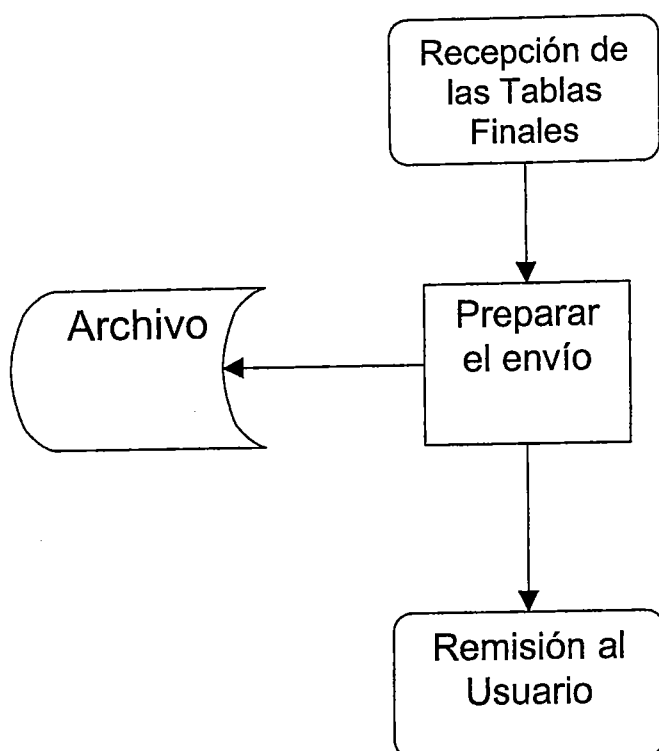 Recepción de
las Tablas
Finales
Archivo
Preparar
el envío
Remisión al
Usuario